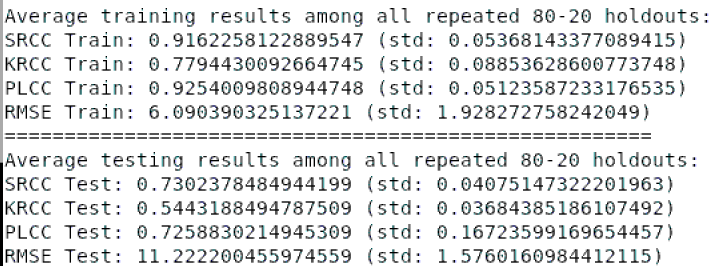 Average training results among all repeated 80-20 holdouts:
SRCC Train: 0.9162258122889547 (std: 0.05368143377089415)
KRCC Train: 0.7794430092664745 (std: 0.08853628600773748)
PLCC Train: 0.9254009808944748 (std: 0.05123587233176535)
RMSE Train: 6.090390325137221 (std: 1.928272758242049)
======================================================
Average testing results among all repeated 80-20 holdouts:
SRCC Test: 0.7302378484944199 (std: 0.04075147322201963)
KRCC Test: 0.5443188494787509 (std: 0.03684385186107492)
PLCC Test: 0.7258830214945309 (std: 0.16723599169654457)
RMSE Test: 11.222200455974559 (std: 1.5760160984412115)